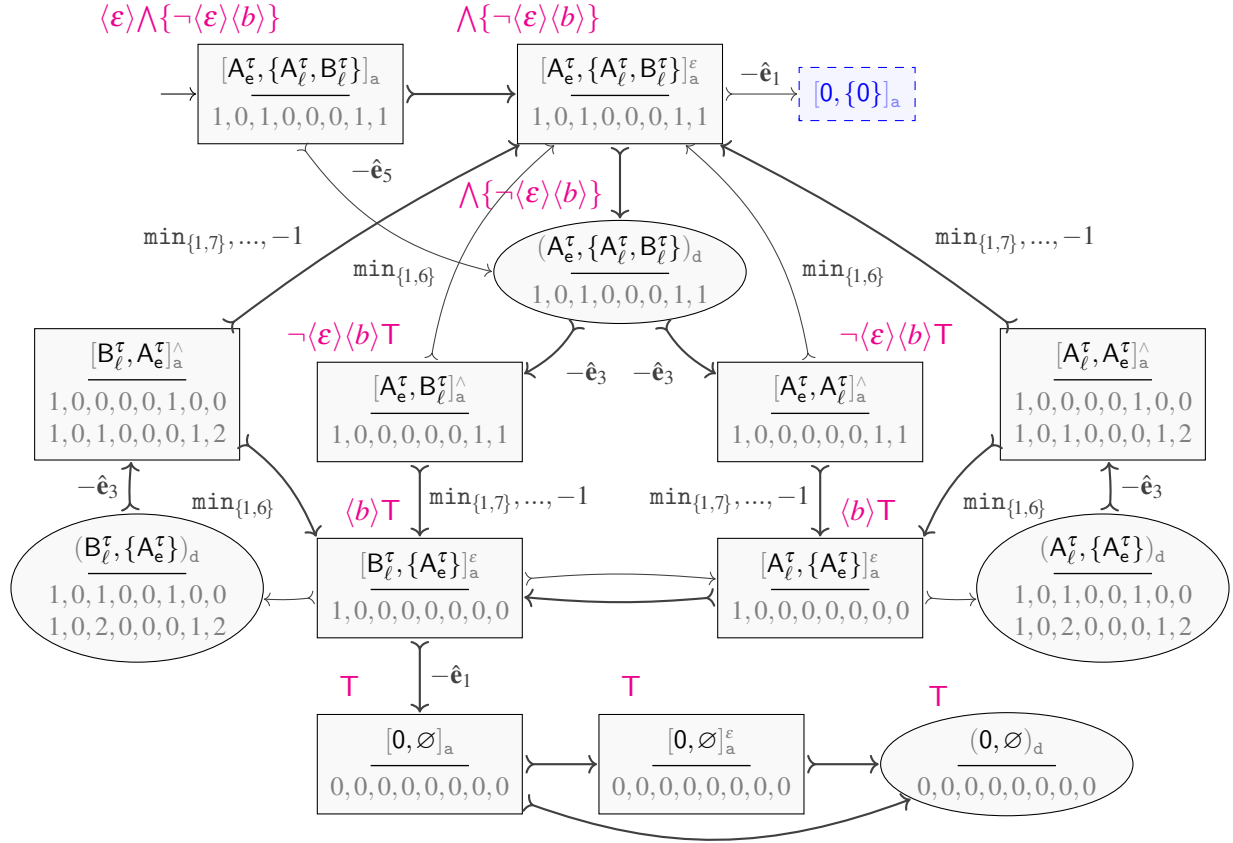 ⟨ε⟩⋀{¬⟨ε⟩⟨b⟩}
⋀{¬⟨ε⟩⟨b⟩}
[A_e^τ, {A_ℓ^τ, B_ℓ^τ}]_a
1,0,1,0,0,0,1,1
[A_e^τ, {A_ℓ^τ, B_ℓ^τ}]_a^ε
1,0,1,0,0,0,1,1
−ê_1
[0, {0}]_a
−ê_5
⋀{¬⟨ε⟩⟨b⟩}
min_{1,7}, ..., −1
min_{1,6}
(A_e^τ, {A_ℓ^τ, B_ℓ^τ})_d
1,0,1,0,0,0,1,1
min_{1,6}
min_{1,7}, ..., −1
¬⟨ε⟩⟨b⟩T
¬⟨ε⟩⟨b⟩T
−ê_3
−ê_3
[B_ℓ^τ, A_e^τ]_a^∧
1,0,0,0,0,1,0,0
1,0,1,0,0,0,1,2
[A_e^τ, B_ℓ^τ]_a^∧
1,0,0,0,0,0,1,1
[A_e^τ, A_ℓ^τ]_a^∧
1,0,0,0,0,0,1,1
[A_ℓ^τ, A_e^τ]_a^∧
1,0,0,0,0,1,0,0
1,0,1,0,0,0,1,2
−ê_3
min_{1,6}
⟨b⟩T
min_{1,7}, ..., −1
min_{1,7}, ..., −1
⟨b⟩T
min_{1,6}
−ê_3
(B_ℓ^τ, {A_e^τ})_d
1,0,1,0,0,1,0,0
1,0,2,0,0,0,1,2
[B_ℓ^τ, {A_e^τ}]_a^ε
1,0,0,0,0,0,0,0
[A_ℓ^τ, {A_e^τ}]_a^ε
1,0,0,0,0,0,0,0
(A_ℓ^τ, {A_e^τ})_d
1,0,1,0,0,1,0,0
1,0,2,0,0,0,1,2
T
−ê_1
T
T
[0, ∅]_a
0,0,0,0,0,0,0,0
[0, ∅]_a^ε
0,0,0,0,0,0,0,0
(0, ∅)_d
0,0,0,0,0,0,0,0